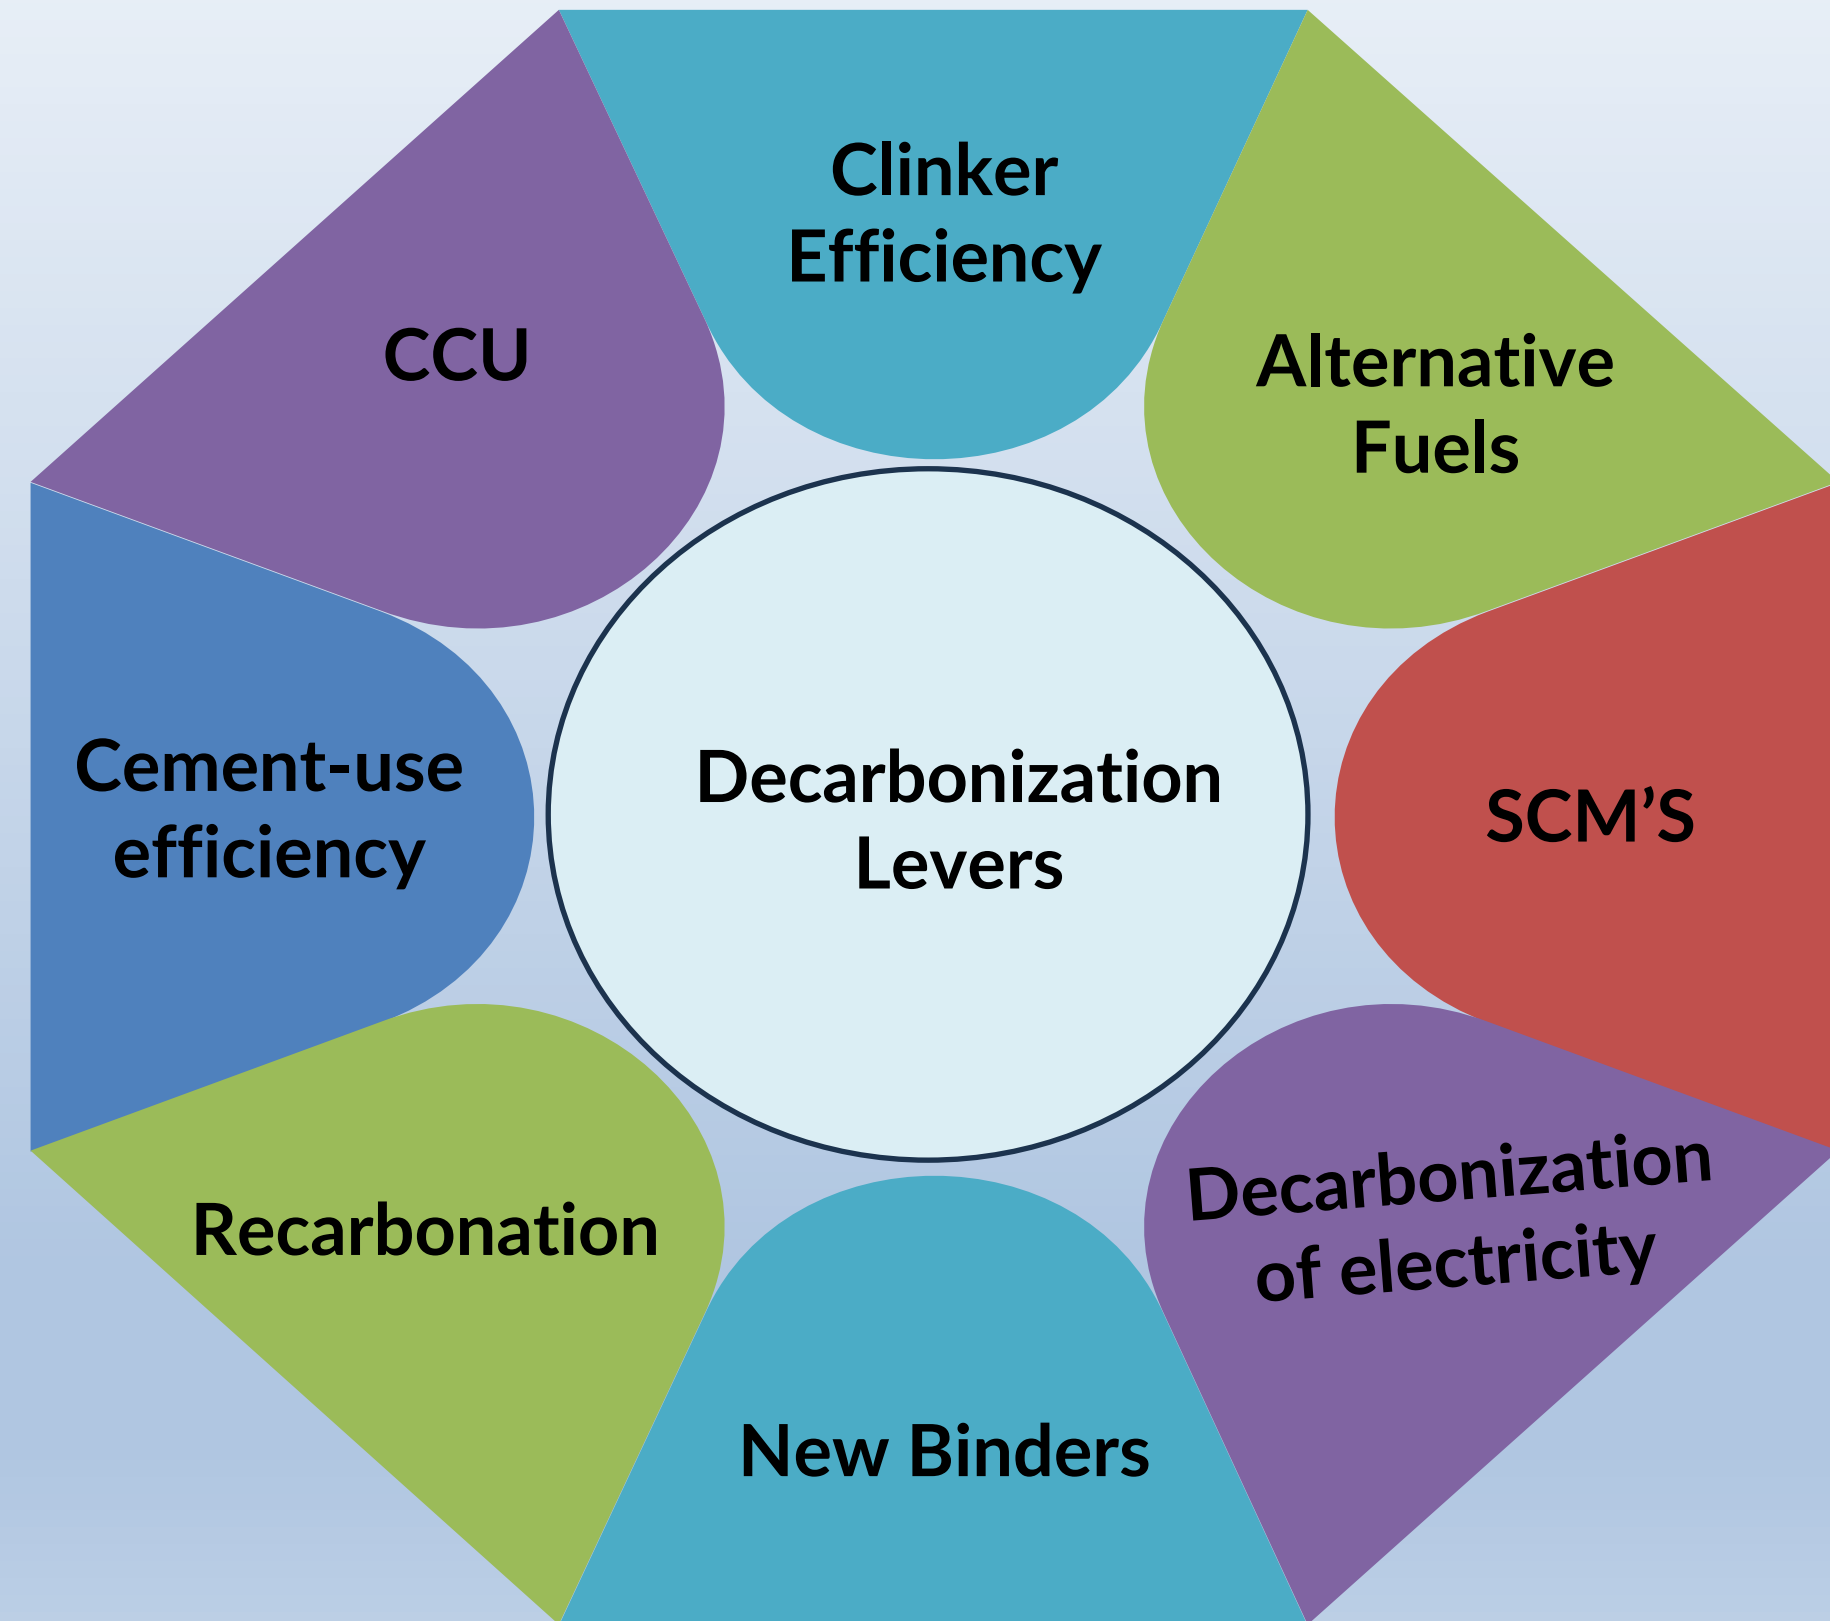 Clinker
Efficiency
CCU
Alternative
Fuels
Cement-use
efficiency
Decarbonization
Levers
SCM’S
Recarbonation
Decarbonization
of electricity
New Binders